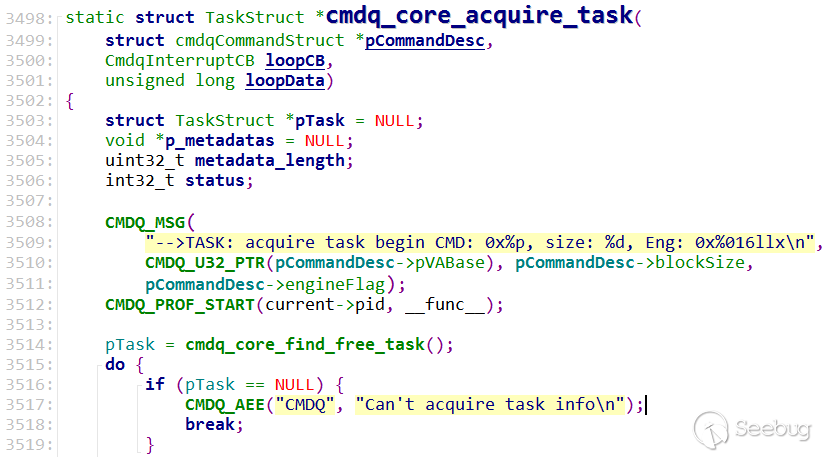 3498: static struct TaskStruct *cmdq_core_acquire_task(
3499:     struct cmdqCommandStruct *pCommandDesc,
3500:     CmdqInterruptCB loopCB,
3501:     unsigned long loopData)
3502: {
3503:     struct TaskStruct *pTask = NULL;
3504:     void *p_metadatas = NULL;
3505:     uint32_t metadata_length;
3506:     int32_t status;
3507:
3508:     CMDQ_MSG(
3509:         "-->TASK: acquire task begin CMD: 0x%p, size: %d, Eng: 0x%016llx\n",
3510:         CMDQ_U32_PTR(pCommandDesc->pVABase), pCommandDesc->blockSize,
3511:         pCommandDesc->engineFlag);
3512:     CMDQ_PROF_START(current->pid, __func__);
3513:
3514:     pTask = cmdq_core_find_free_task();
3515:     do {
3516:         if (pTask == NULL) {
3517:             CMDQ_AEE("CMDQ", "Can't acquire task info\n");
3518:             break;
3519:         }
Seebug